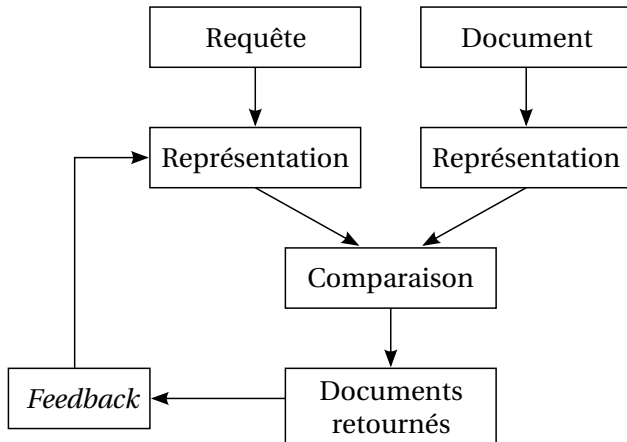 Requête
Document
Représentation
Représentation
Comparaison
Feedback
Documents
retournés